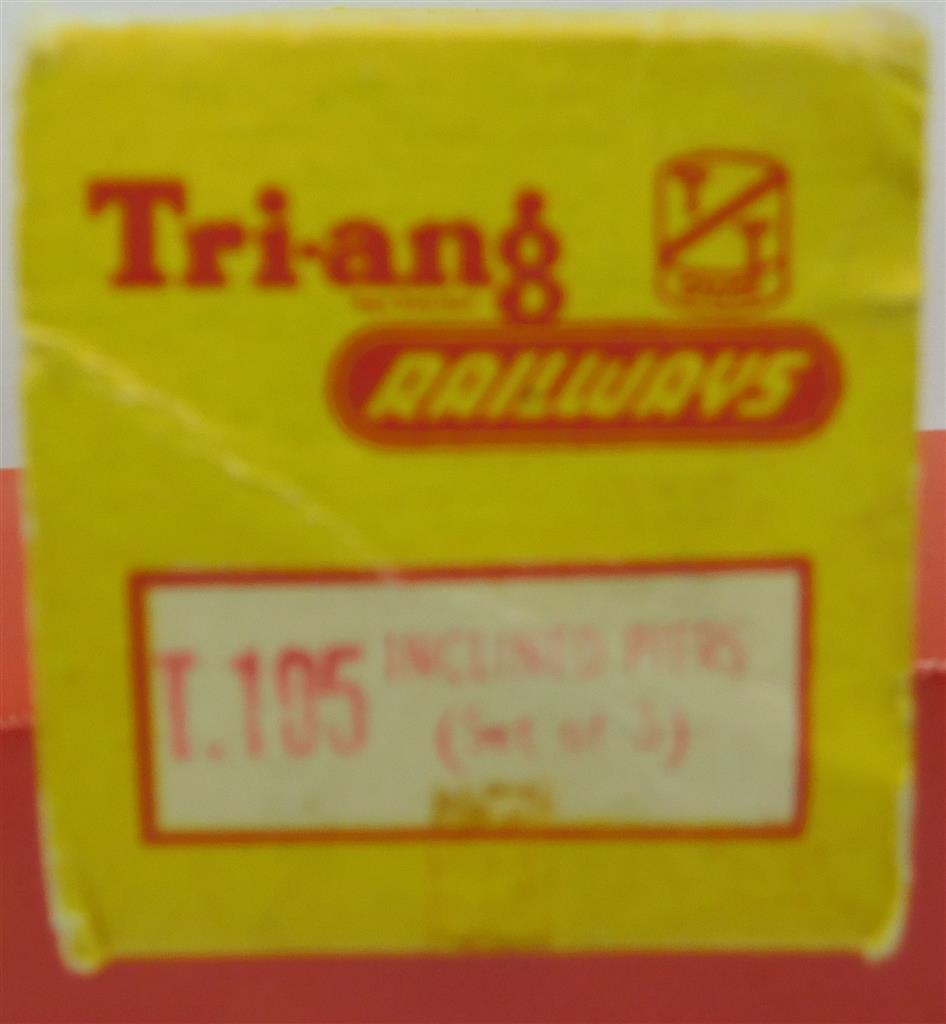 Tri-ang
RAILWAYS
T.105 INCLINED PIERS
(Set of 3)